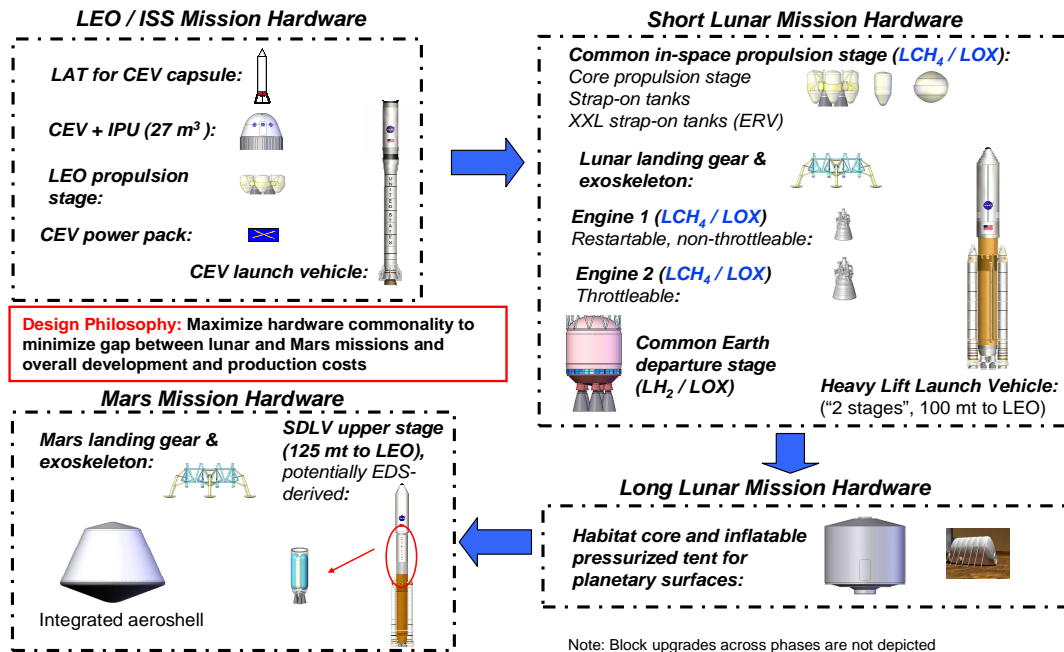 LEO / ISS Mission Hardware
LAT for CEV capsule:
CEV + IPU (27 m³ ):
LEO propulsion
stage:
CEV power pack:
CEV launch vehicle:
UNITED STATES
Design Philosophy: Maximize hardware commonality to
minimize gap between lunar and Mars missions and
overall development and production costs
Short Lunar Mission Hardware
Common in-space propulsion stage (LCH₄ / LOX):
Core propulsion stage
Strap-on tanks
XXL strap-on tanks (ERV)
Lunar landing gear &
exoskeleton:
Engine 1 (LCH₄ / LOX)
Restartable, non-throttleable:
Engine 2 (LCH₄ / LOX)
Throttleable:
Common Earth
departure stage
(LH₂ / LOX)
Heavy Lift Launch Vehicle:
(“2 stages”, 100 mt to LEO)
Mars Mission Hardware
Mars landing gear &
exoskeleton:
SDLV upper stage
(125 mt to LEO),
potentially EDS-
derived:
Integrated aeroshell
Long Lunar Mission Hardware
Habitat core and inflatable
pressurized tent for
planetary surfaces:
Note: Block upgrades across phases are not depicted